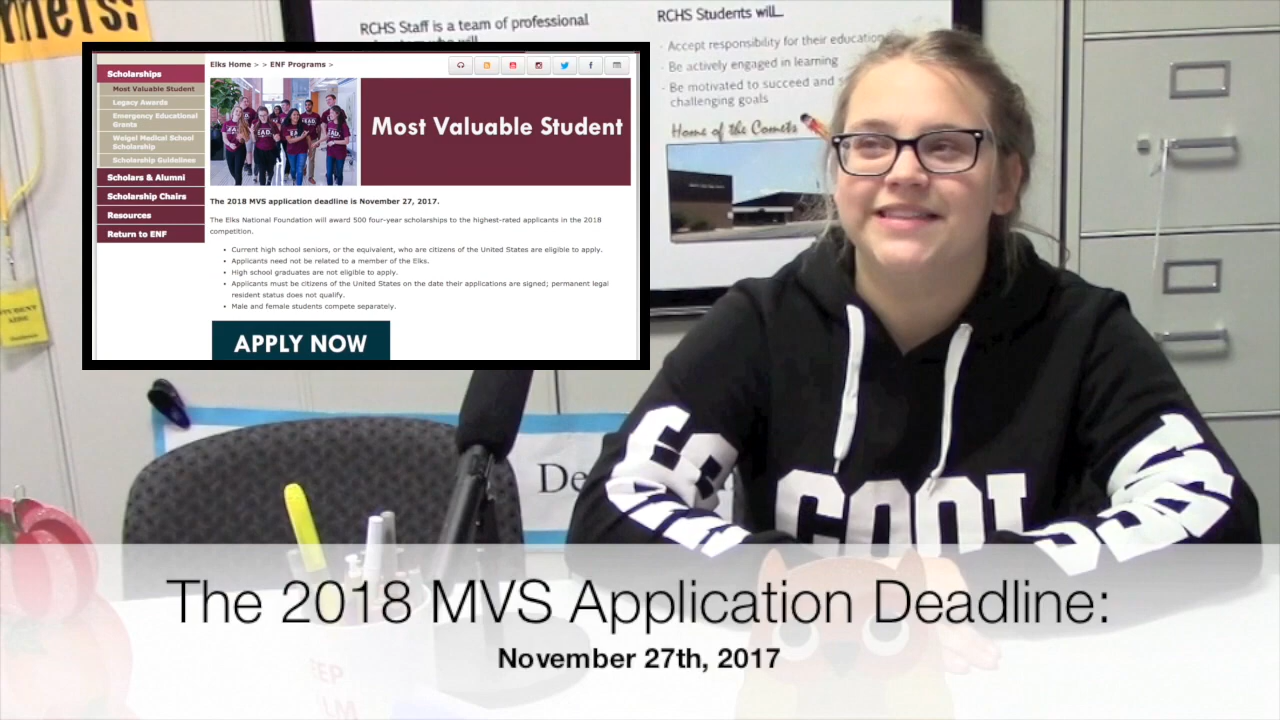 mets!
RCHS Staff is a team of professional
RCHS Students will...
- Accept responsibility for their education
- Be actively engaged in learning
- Be motivated to succeed and
challenging goals
Home of the Comets
Elks Home > > ENF Programs >
Scholarships
Most Valuable Student
Legacy Awards
Emergency Educational
Grants
Weigel Medical School
Scholarship
Scholarship Guidelines
Scholars & Alumni
Scholarship Chairs
Resources
Return to ENF
Most Valuable Student
The 2018 MVS application deadline is November 27, 2017.
The Elks National Foundation will award 500 four-year scholarships to the highest-rated applicants in the 2018
competition.
• Current high school seniors, or the equivalent, who are citizens of the United States are eligible to apply.
• Applicants need not be related to a member of the Elks.
• High school graduates are not eligible to apply.
• Applicants must be citizens of the United States on the date their applications are signed; permanent legal
resident status does not qualify.
• Male and female students compete separately.
APPLY NOW
STUDENT
AIDE
De
COOL
KEEP
The 2018 MVS Application Deadline:
November 27th, 2017